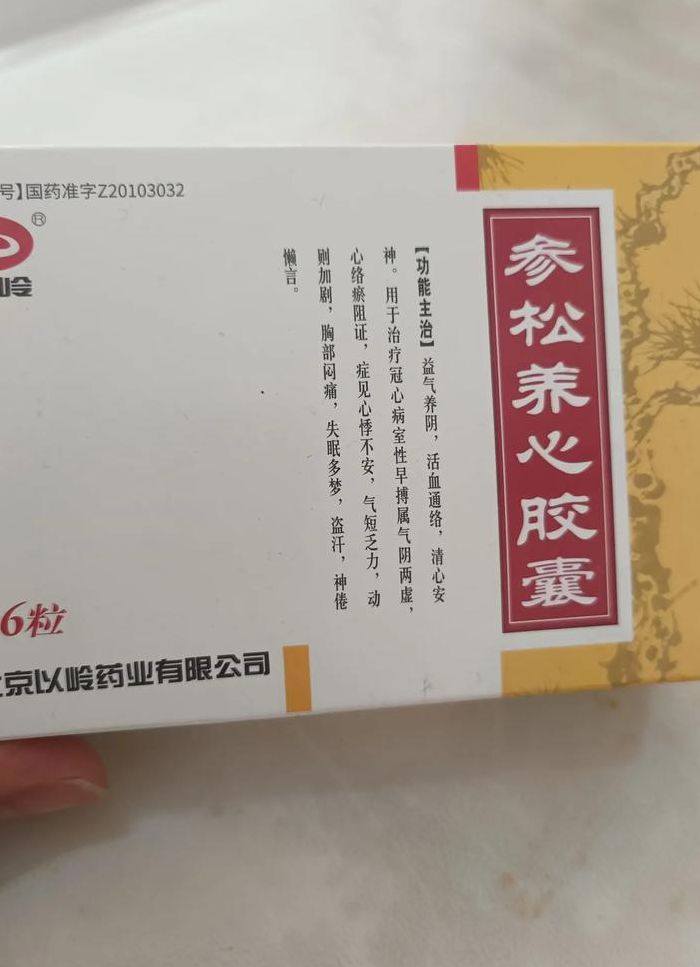 号】国药准字Z20103032
®
岭
参松养心胶囊
【功能主治】益气养阴，活血通络，清心安
神。用于治疗冠心病室性早搏属气阴两虚，
心络瘀阻证，症见心悸不安，气短乏力，动
则加剧，胸部闷痛，失眠多梦，盗汗，神倦
懒言。
6粒
京以岭药业有限公司